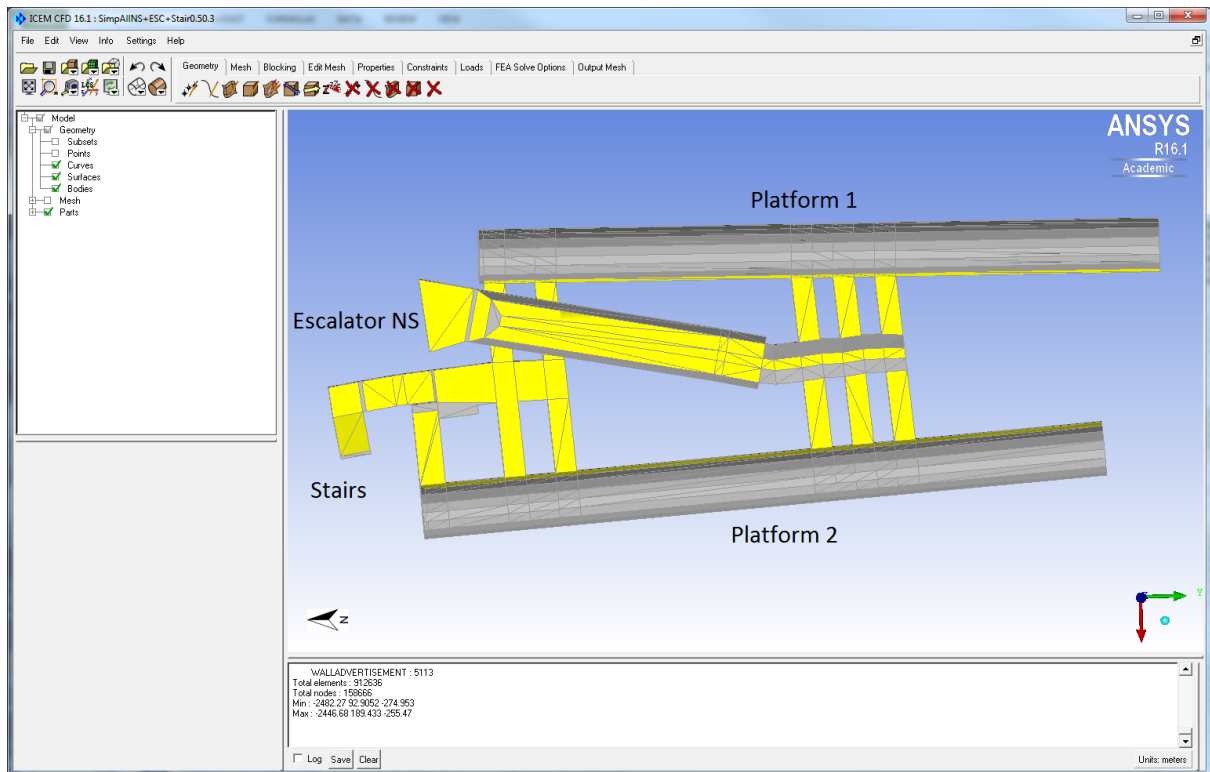 ICEM CFD 16.1 : SimpAllNS+ESC+Stair0.50.3
File Edit View Info Settings Help
Geometry Mesh Blocking Edit Mesh Properties Constraints Loads FEA Solve Options Output Mesh
Model
Geometry
Subsets
Points
Curves
Surfaces
Bodies
Mesh
Parts
ANSYS
R16.1
Academic
Platform 1
Escalator NS
Stairs
Platform 2
N
Y
WALLADVERTISEMENT : 5113
Total elements : 912636
Total nodes : 158666
Min : -2482.27 92.9052 -274.953
Max : -2446.68 189.433 -255.47
Log Save Clear
Units: meters